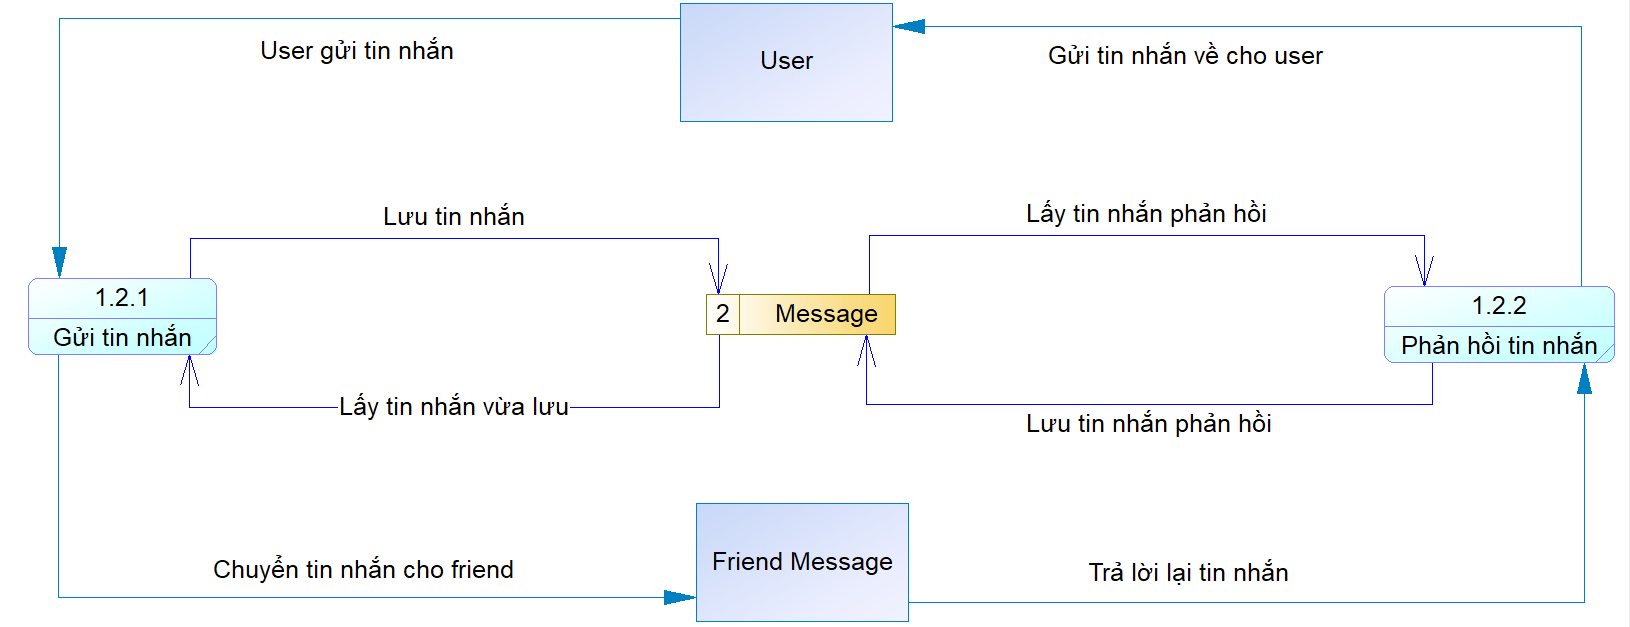 User gửi tin nhắn
User
Gửi tin nhắn về cho user
Lưu tin nhắn
Lấy tin nhắn phản hồi
1.2.1
Gửi tin nhắn
2 Message
1.2.2
Phản hồi tin nhắn
Lấy tin nhắn vừa lưu
Lưu tin nhắn phản hồi
Chuyển tin nhắn cho friend
Friend Message
Trả lời lại tin nhắn